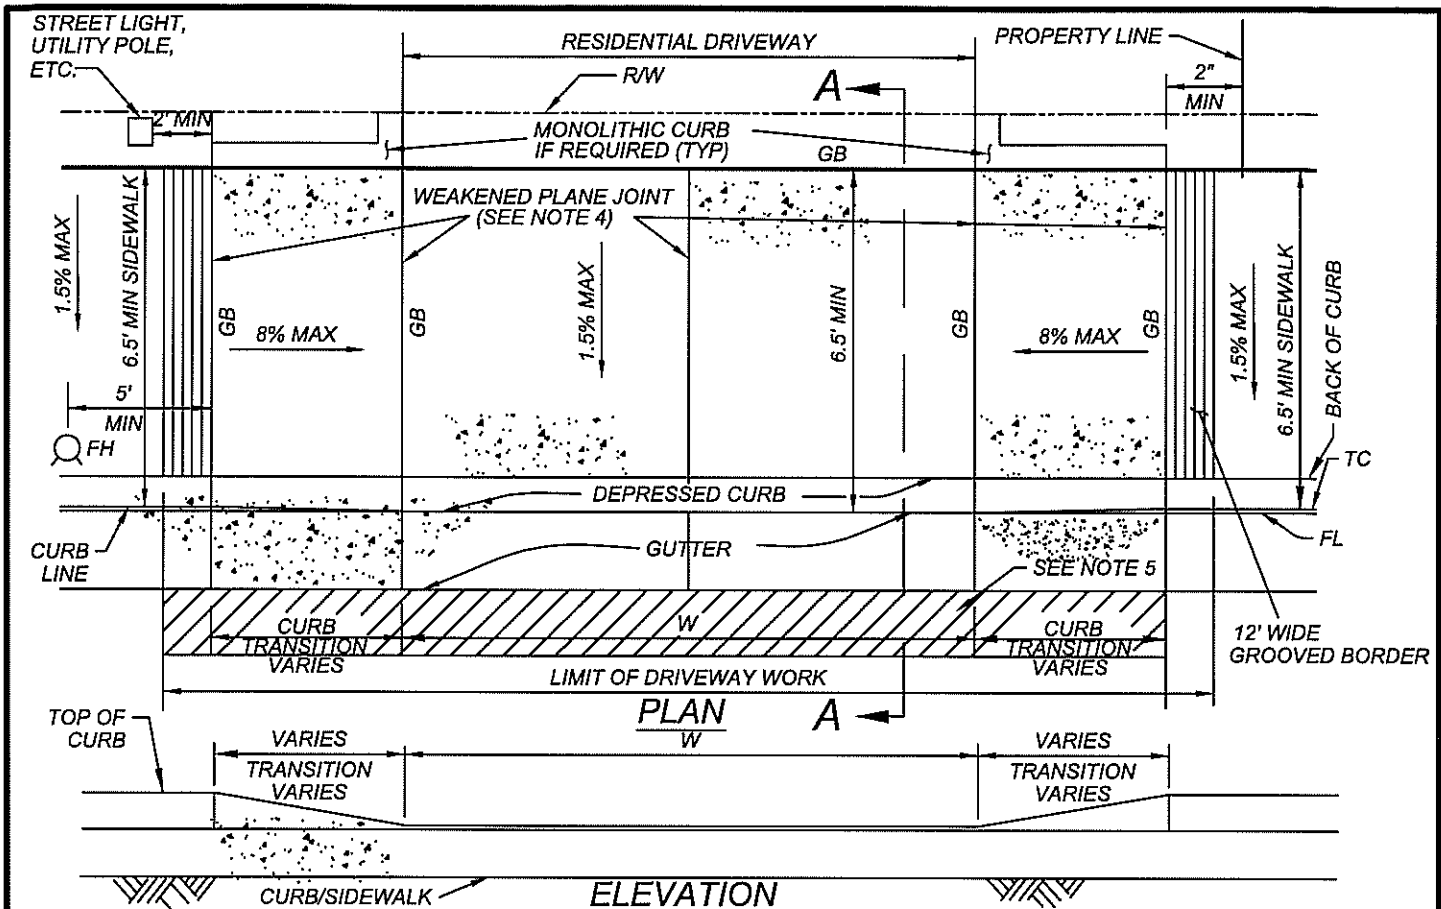 STREET LIGHT,
UTILITY POLE,
ETC.
RESIDENTIAL DRIVEWAY
PROPERTY LINE
R/W
A
2"
MIN
2' MIN
MONOLITHIC CURB
IF REQUIRED (TYP)
GB
WEAKENED PLANE JOINT
(SEE NOTE 4)
1.5% MAX
6.5' MIN SIDEWALK
GB
8% MAX
GB
1.5% MAX
6.5' MIN
GB
8% MAX
GB
1.5% MAX
6.5' MIN SIDEWALK
BACK OF CURB
5'
MIN
FH
TC
DEPRESSED CURB
CURB
LINE
GUTTER
FL
SEE NOTE 5
CURB
TRANSITION
VARIES
W
CURB
TRANSITION
VARIES
12' WIDE
GROOVED BORDER
LIMIT OF DRIVEWAY WORK
PLAN
A
TOP OF
CURB
VARIES
TRANSITION
VARIES
W
VARIES
TRANSITION
VARIES
CURB/SIDEWALK
ELEVATION